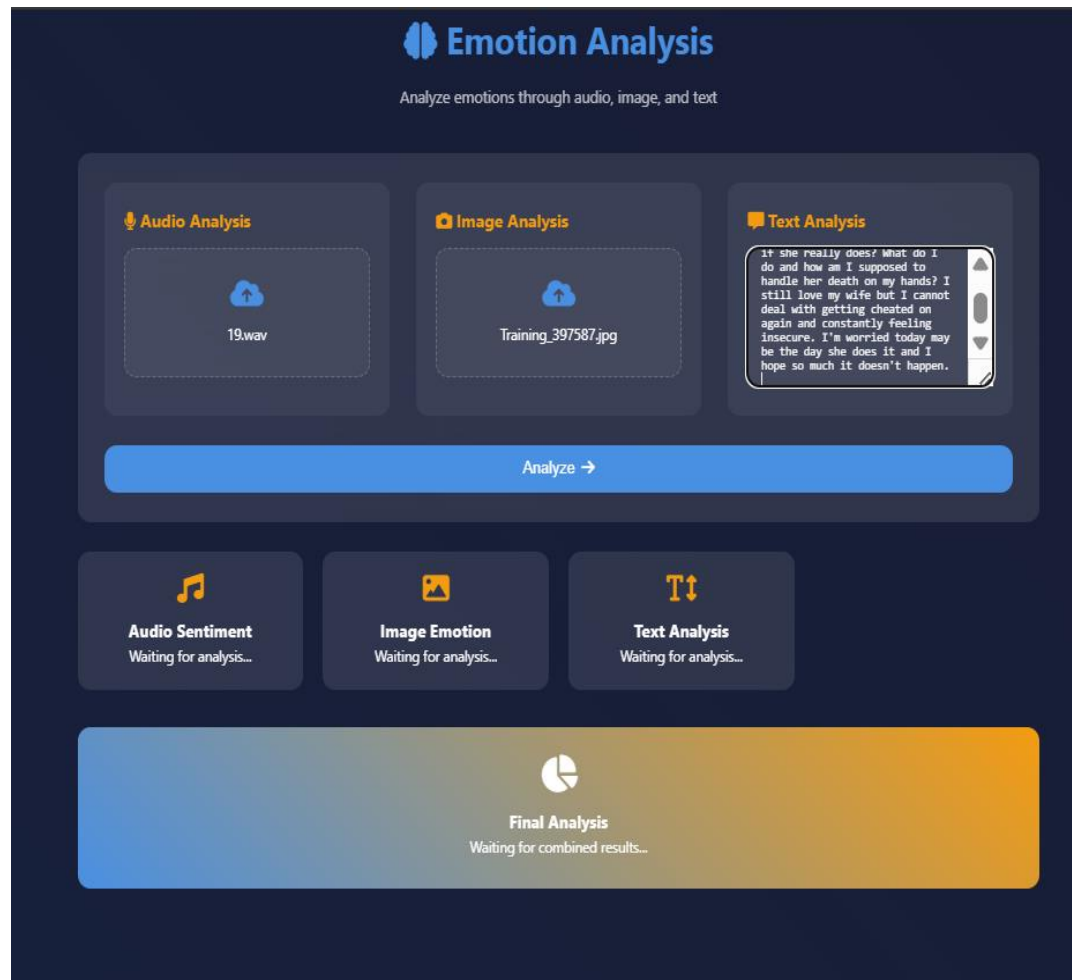 Emotion Analysis
Analyze emotions through audio, image, and text
Audio Analysis
19.wav
Image Analysis
Training_397587.jpg
Text Analysis
if she really does? What do I
do and how am I supposed to
handle her death on my hands? I
still love my wife but I cannot
deal with getting cheated on
again and constantly feeling
insecure. I'm worried today may
be the day she does it and I
hope so much it doesn't happen.
Analyze →
Audio Sentiment
Waiting for analysis...
Image Emotion
Waiting for analysis...
Text Analysis
Waiting for analysis...
Final Analysis
Waiting for combined results...